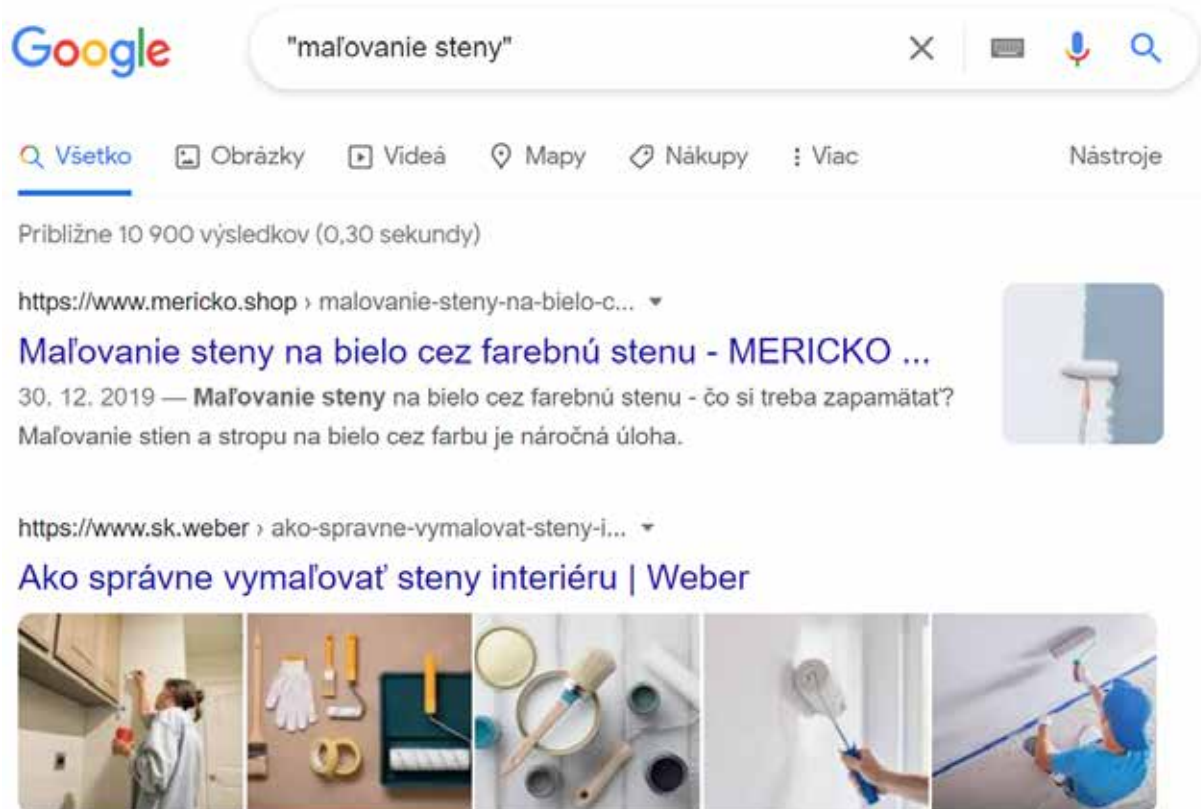 Google
"maľovanie steny"
Všetko Obrázky Videá Mapy Nákupy Viac Nástroje
Približne 10 900 výsledkov (0,30 sekundy)
https://www.mericko.shop › malovanie-steny-na-bielo-c...
Maľovanie steny na bielo cez farebnú stenu - MERICKO ...
30. 12. 2019 — Maľovanie steny na bielo cez farebnú stenu - čo si treba zapamätať?
Maľovanie stien a stropu na bielo cez farbu je náročná úloha.
https://www.sk.weber › ako-spravne-vymalovat-steny-i...
Ako správne vymaľovať steny interiéru | Weber